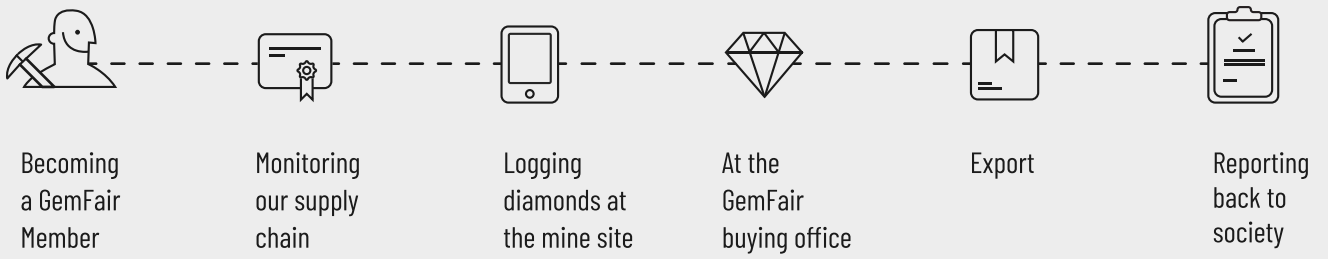 Becoming
a GemFair
Member
Monitoring
our supply
chain
Logging
diamonds at
the mine site
At the
GemFair
buying office
Export
Reporting
back to
society